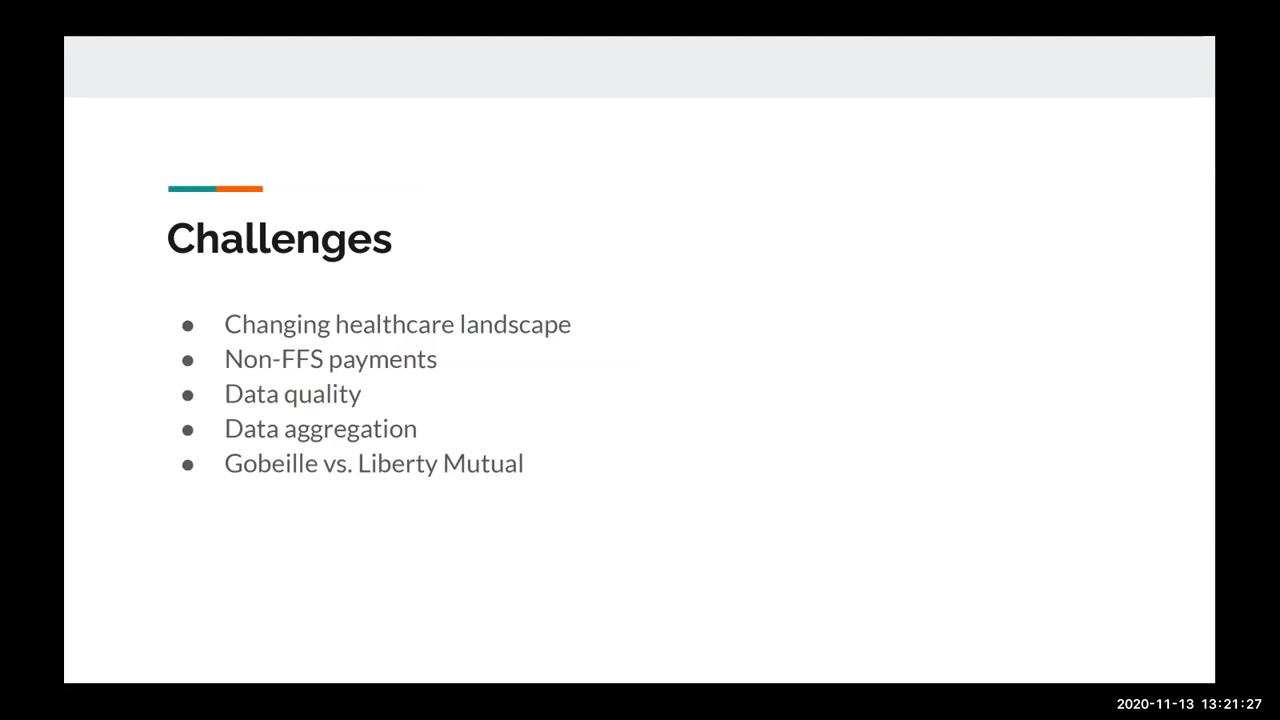 Challenges
● Changing healthcare landscape
● Non-FFS payments
● Data quality
● Data aggregation
● Gobeille vs. Liberty Mutual
2020-11-13 13:21:27